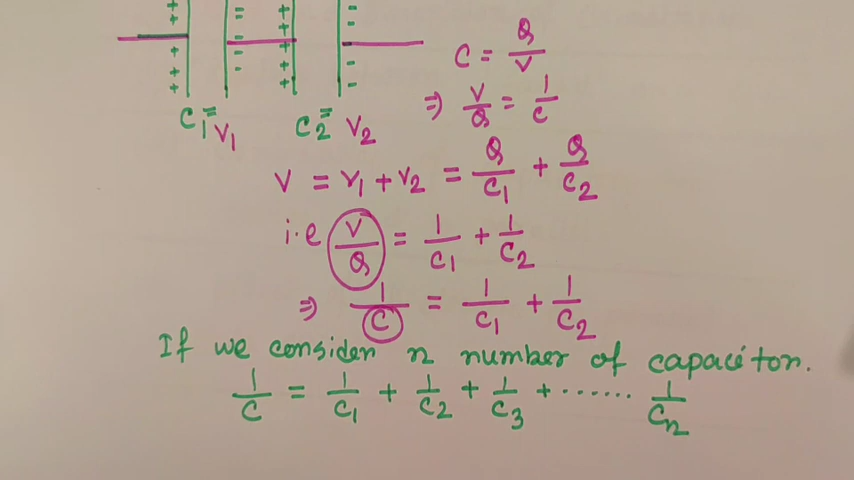 C = Q/V
C₁ = V₁ C₂ = V₂
⇒ V/Q = 1/C
V = V₁ + V₂ = Q/C₁ + Q/C₂
i.e V/Q = 1/C₁ + 1/C₂
⇒ 1/C = 1/C₁ + 1/C₂
If we consider n number of capacitor.
1/C = 1/C₁ + 1/C₂ + 1/C₃ + ....... 1/Cn